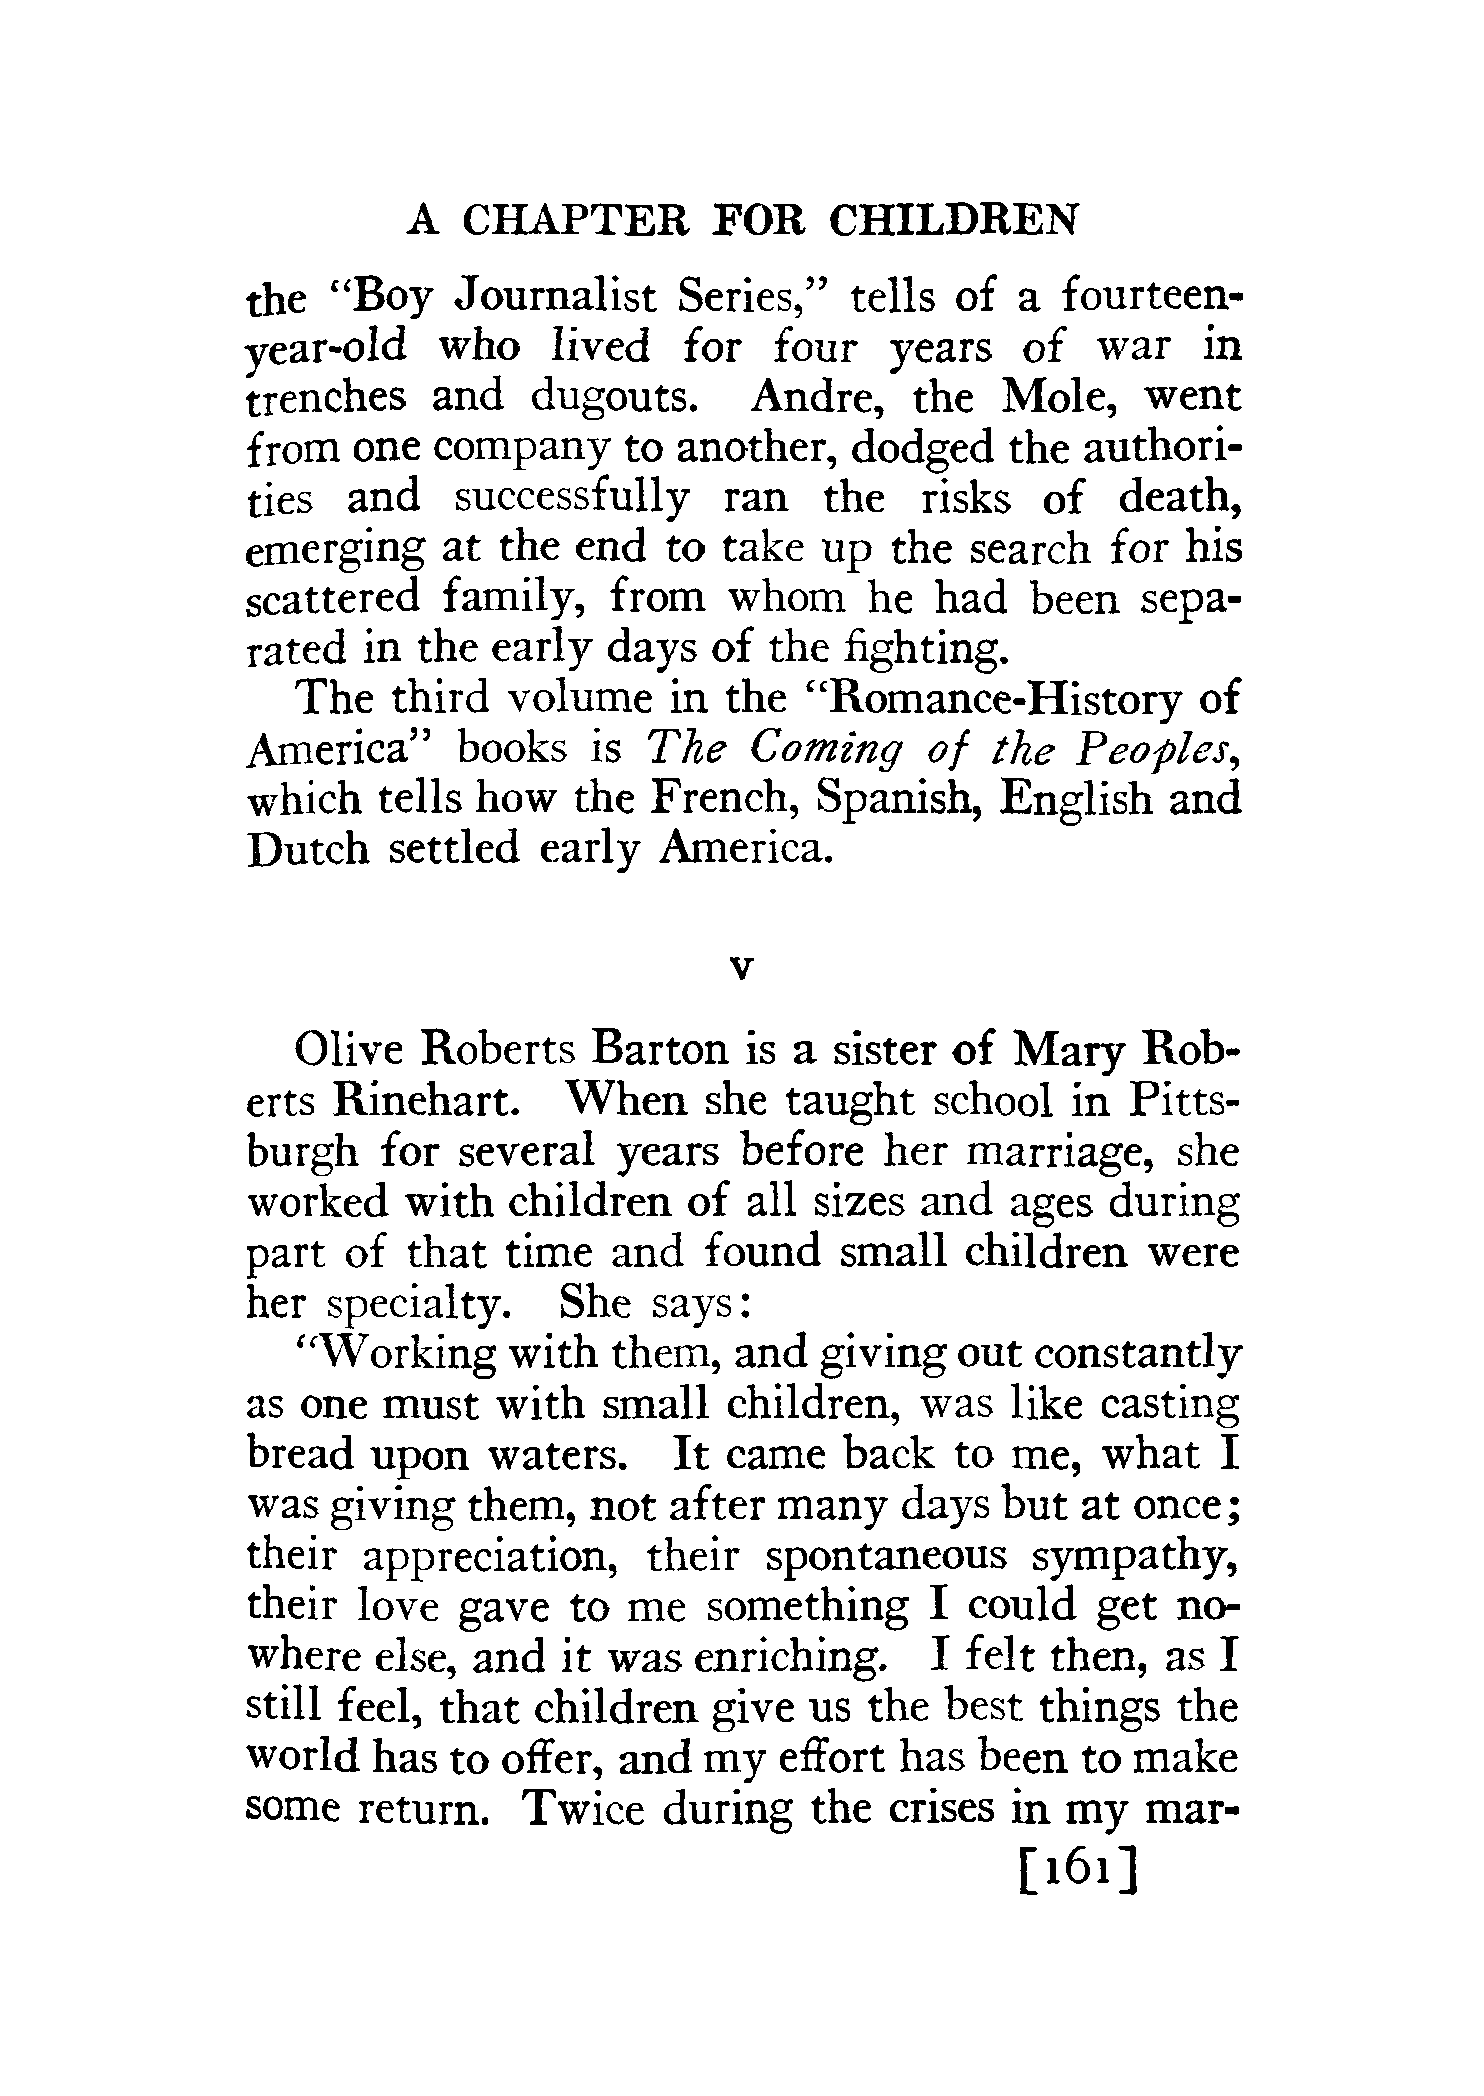 A CHAPTER FOR CHILDREN
the "Boy Journalist Series," tells of a fourteen-
year-old who lived for four years of war in
trenches and dugouts. Andre, the Mole, went
from one company to another, dodged the authori-
ties and successfully ran the risks of death,
emerging at the end to take up the search for his
scattered family, from whom he had been sepa-
rated in the early days of the fighting.
The third volume in the "Romance-History of
America" books is The Coming of the Peoples,
which tells how the French, Spanish, English and
Dutch settled early America.
v
Olive Roberts Barton is a sister of Mary Rob-
erts Rinehart. When she taught school in Pitts-
burgh for several years before her marriage, she
worked with children of all sizes and ages during
part of that time and found small children were
her specialty. She says:
"Working with them, and giving out constantly
as one must with small children, was like casting
bread upon waters. It came back to me, what I
was giving them, not after many days but at once;
their appreciation, their spontaneous sympathy,
their love gave to me something I could get no-
where else, and it was enriching. I felt then, as I
still feel, that children give us the best things the
world has to offer, and my effort has been to make
some return. Twice during the crises in my mar-
[161]